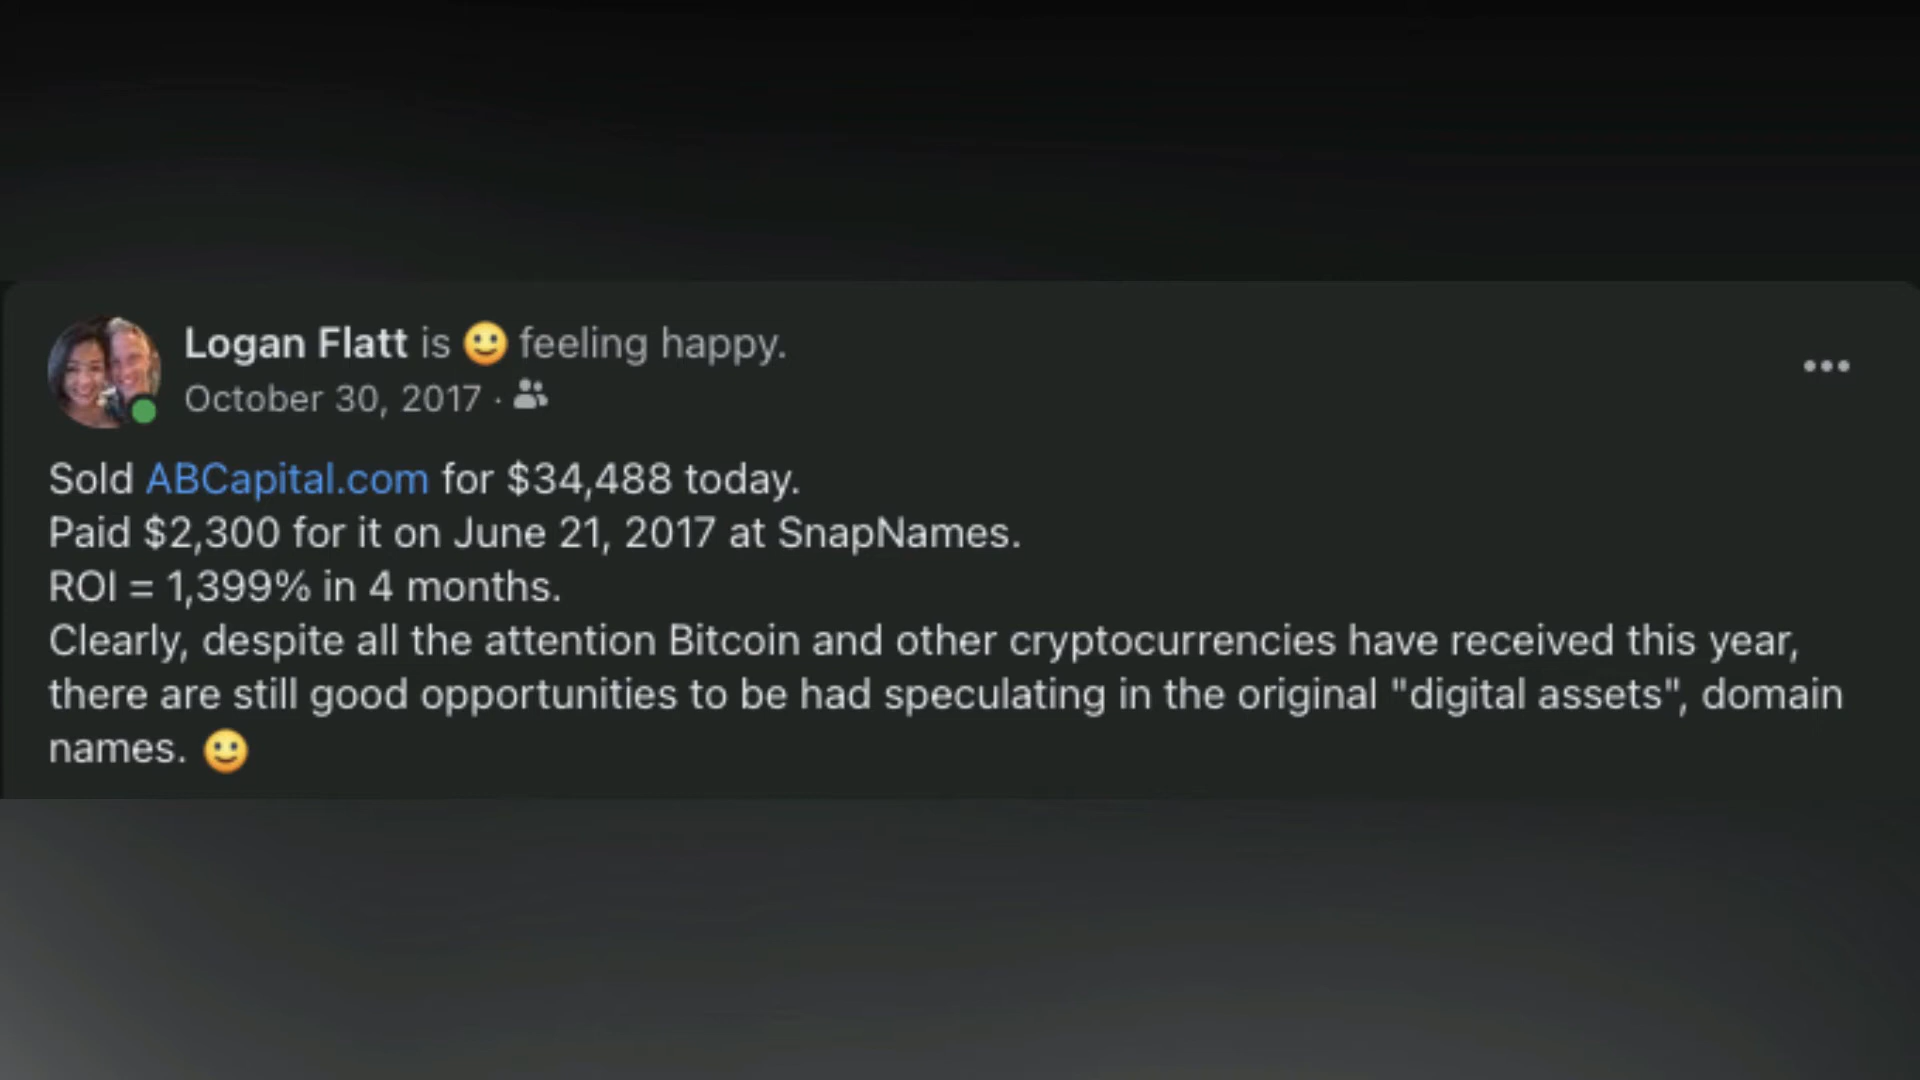 Logan Flatt is 🙂 feeling happy.
October 30, 2017 ·
Sold ABCapital.com for $34,488 today.
Paid $2,300 for it on June 21, 2017 at SnapNames.
ROI = 1,399% in 4 months.
Clearly, despite all the attention Bitcoin and other cryptocurrencies have received this year,
there are still good opportunities to be had speculating in the original "digital assets", domain
names. 🙂